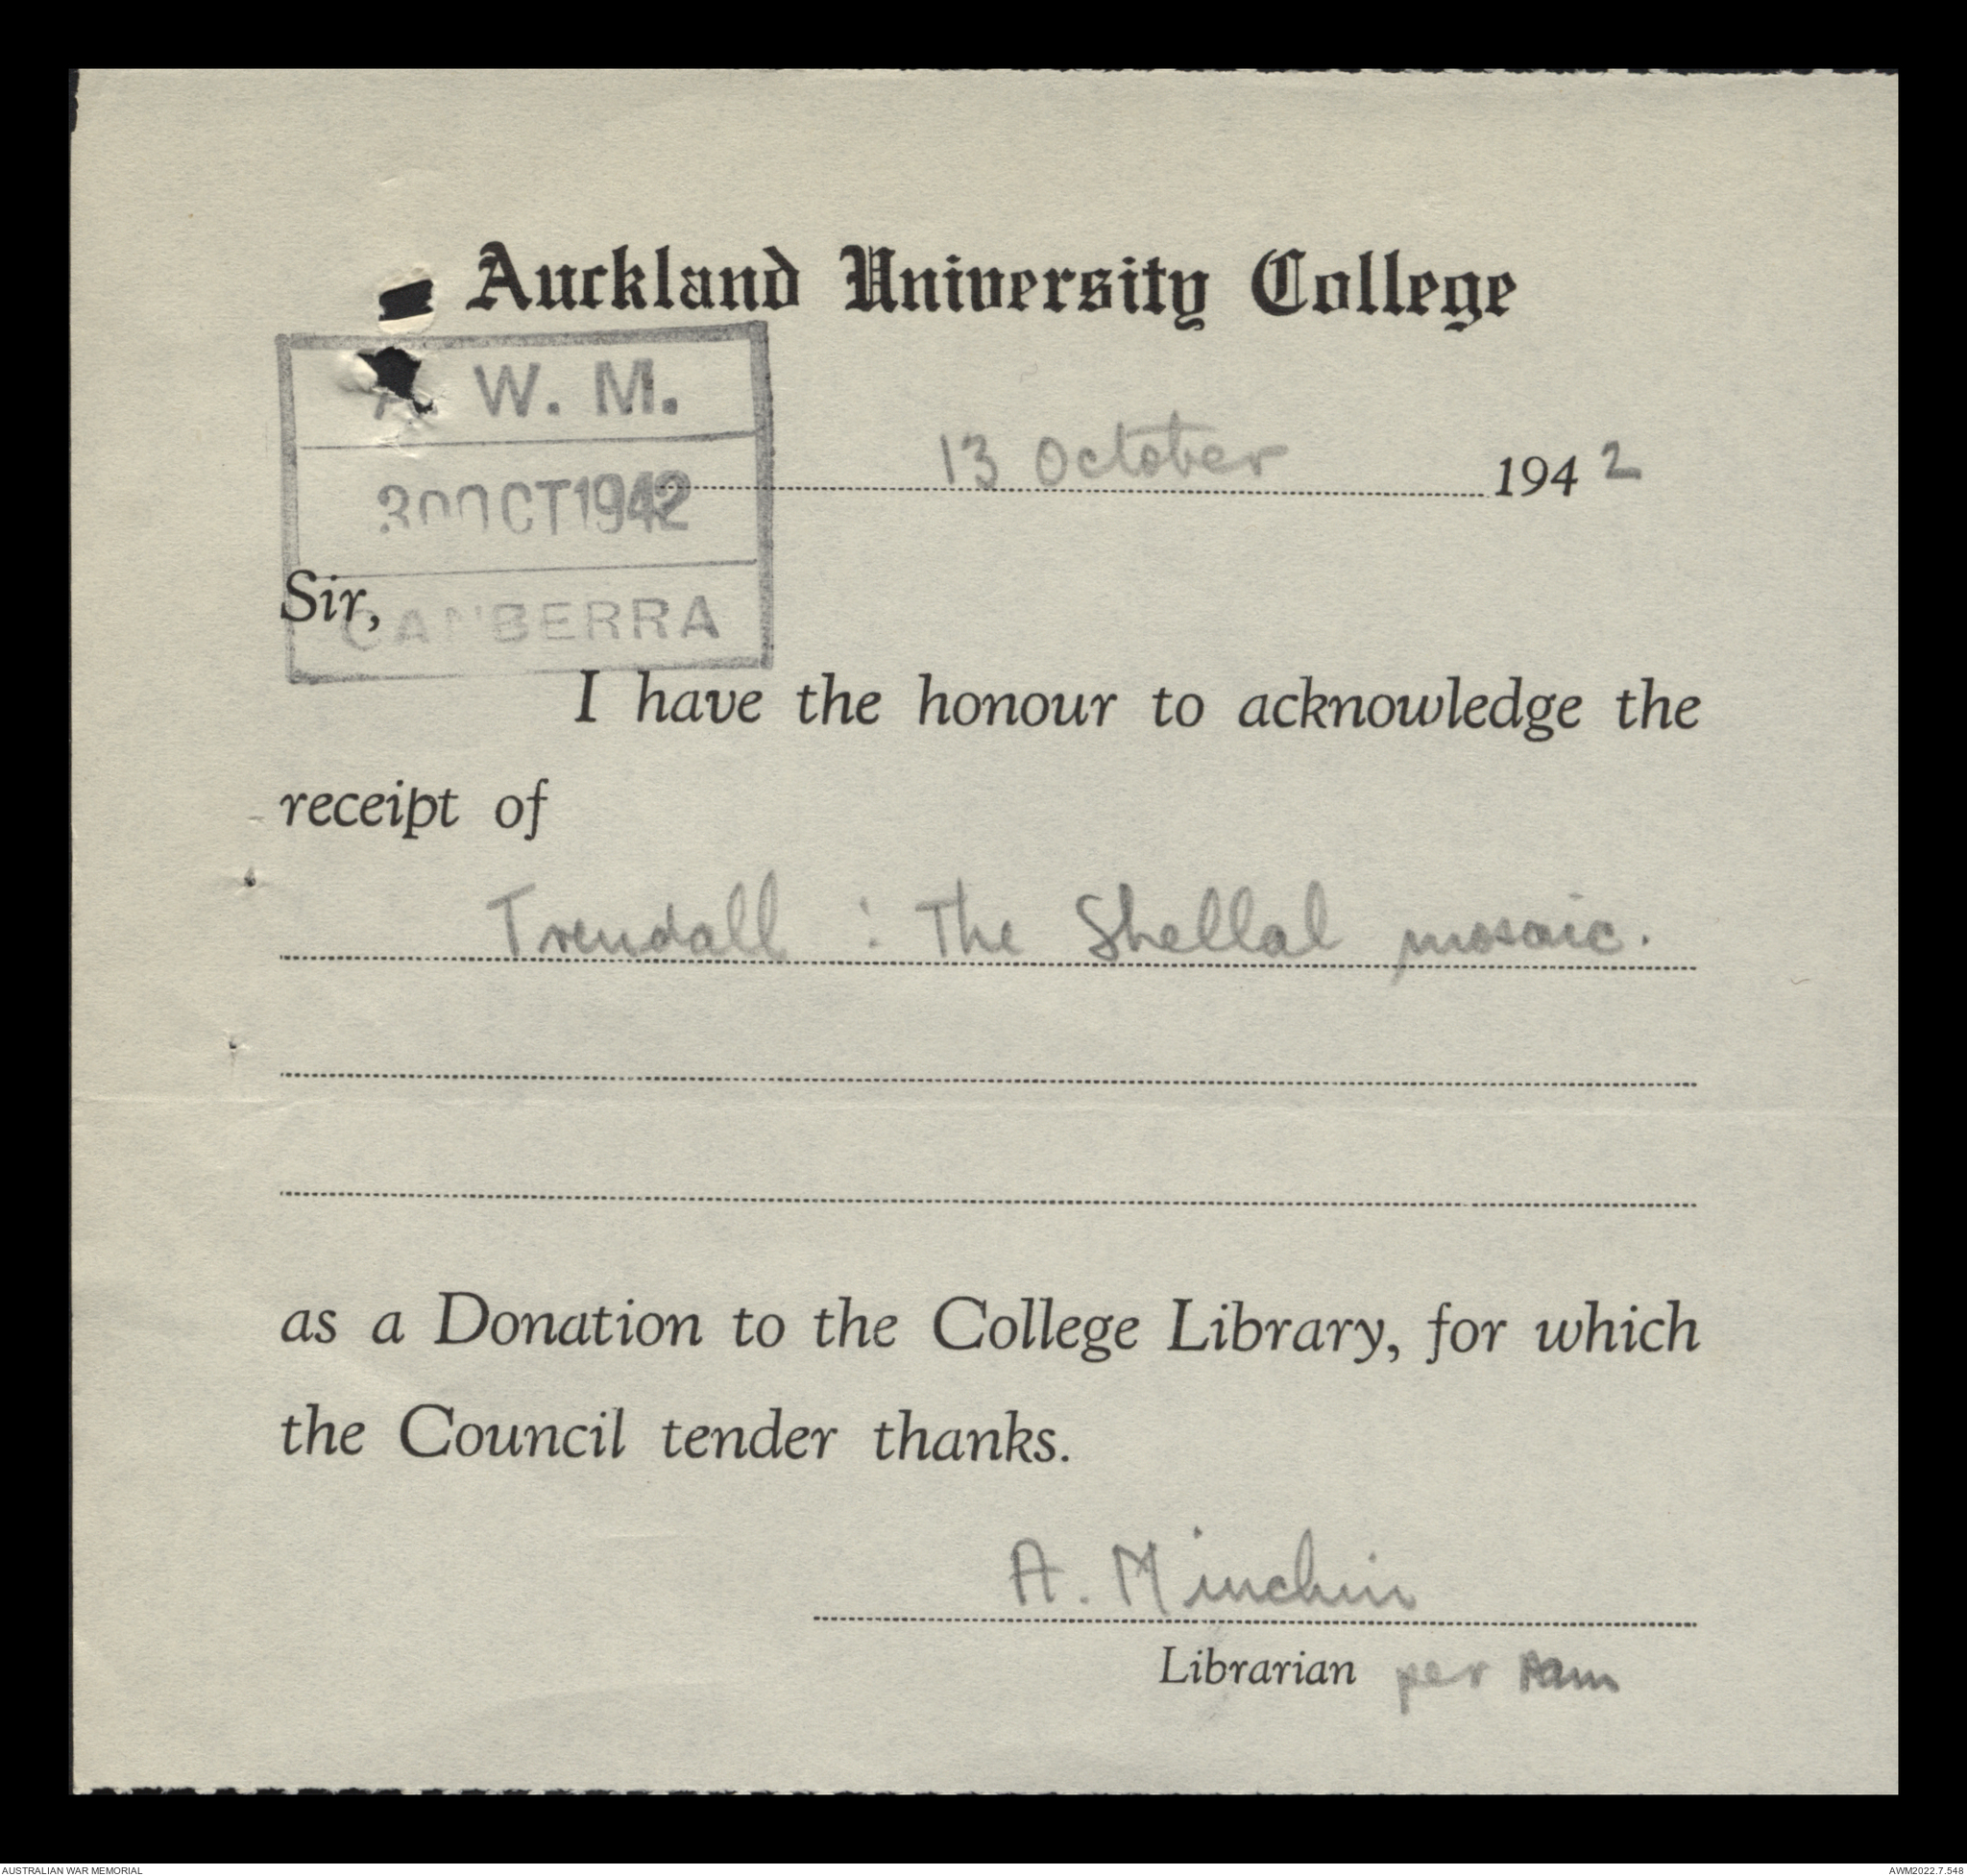 Auckland University College
A. W. M.
13 October 1942
30 OCT 1942
Sir,
CANBERRA
I have the honour to acknowledge the
receipt of
Trendall : The Shellal mosaic.
as a Donation to the College Library, for which
the Council tender thanks.
A. Minchin
Librarian per
AUSTRALIAN WAR MEMORIAL
AWM2022.7.548